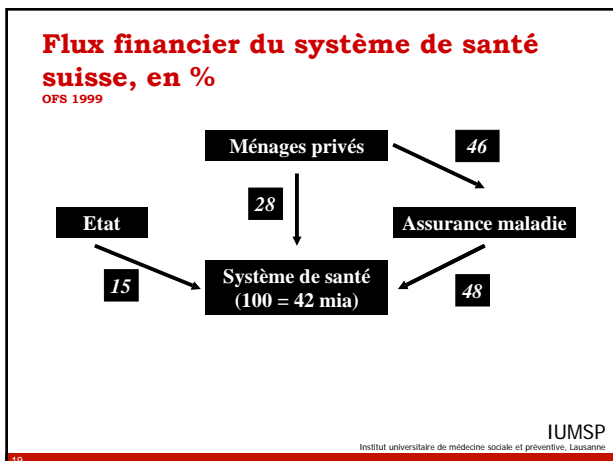 Flux financier du système de santé
suisse, en %
OFS 1999
Ménages privés
46
28
Etat
Assurance maladie
15
Système de santé
(100 = 42 mia)
48
IUMSP
Institut universitaire de médecine sociale et préventive, Lausanne
19